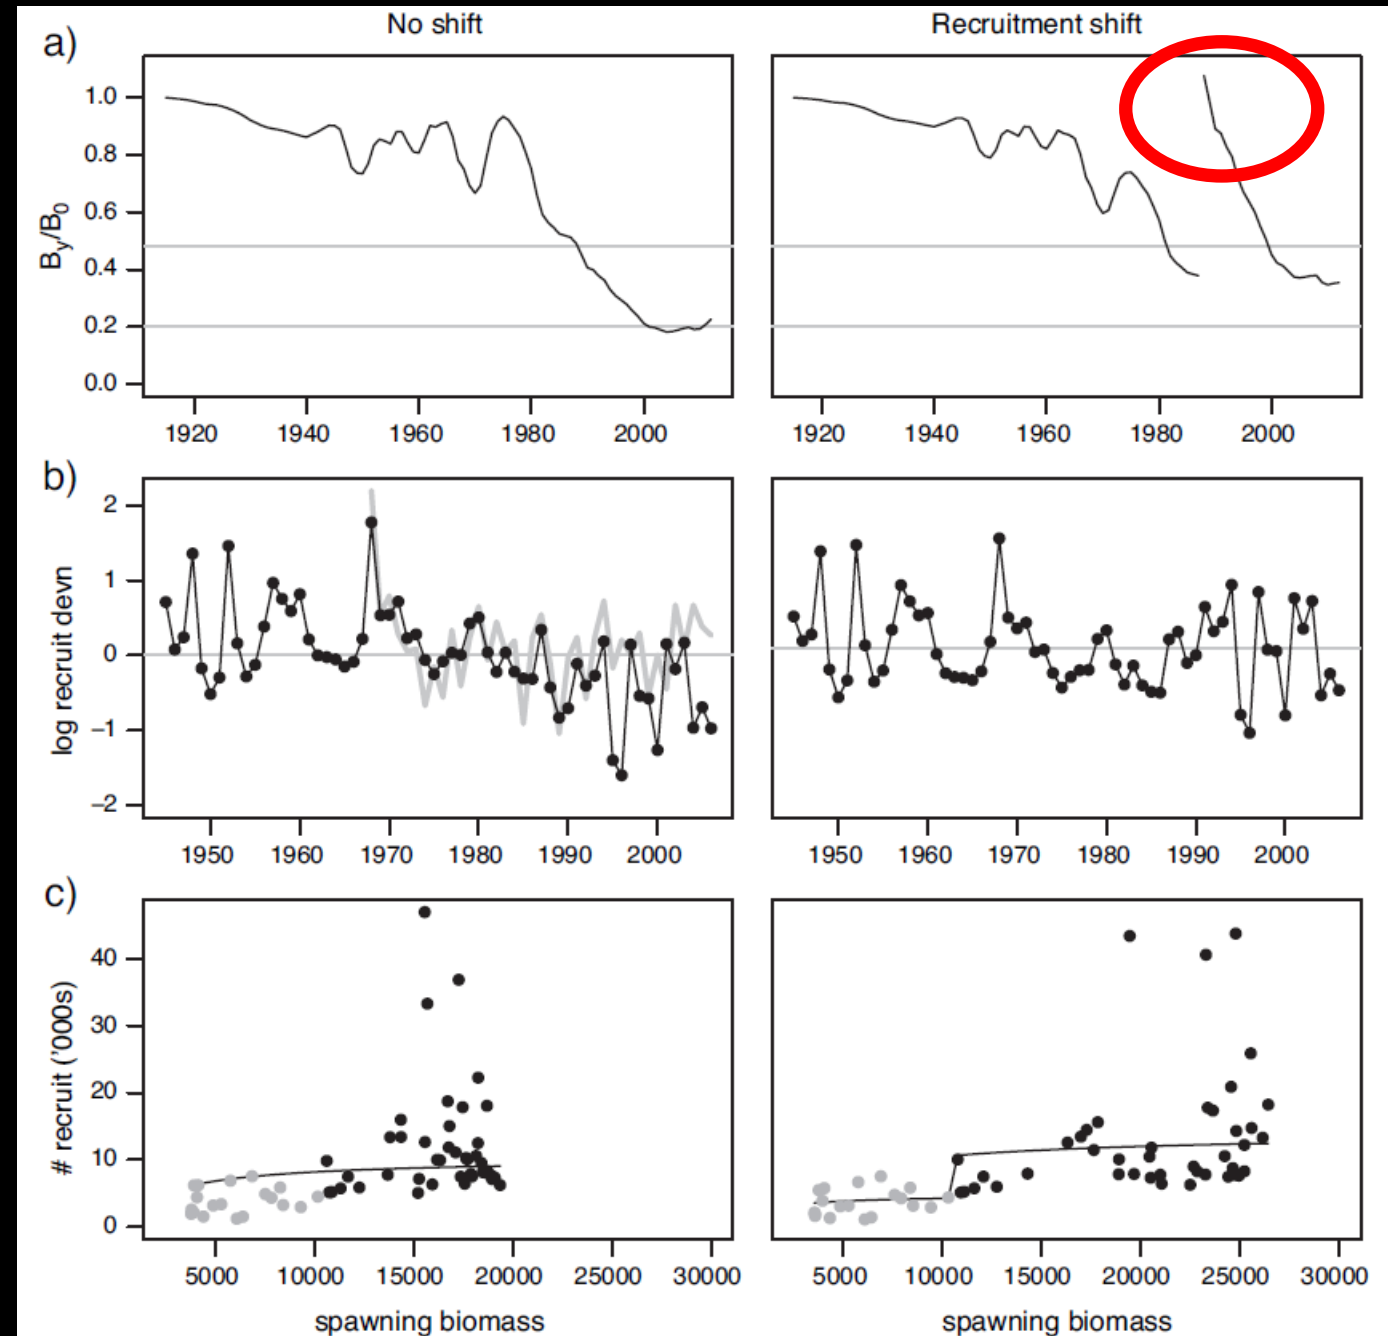 No shift Recruitment shift
a)
1.0
0.8
0.6
0.4
0.2
0.0
By/B0
1920 1940 1960 1980 2000 1920 1940 1960 1980 2000
b)
2
1
0
−1
−2
log recruit devn
1950 1960 1970 1980 1990 2000 1950 1960 1970 1980 1990 2000
c)
40
30
20
10
0
# recruit ('000s)
5000 10000 15000 20000 25000 30000 5000 10000 15000 20000 25000 30000
spawning biomass spawning biomass